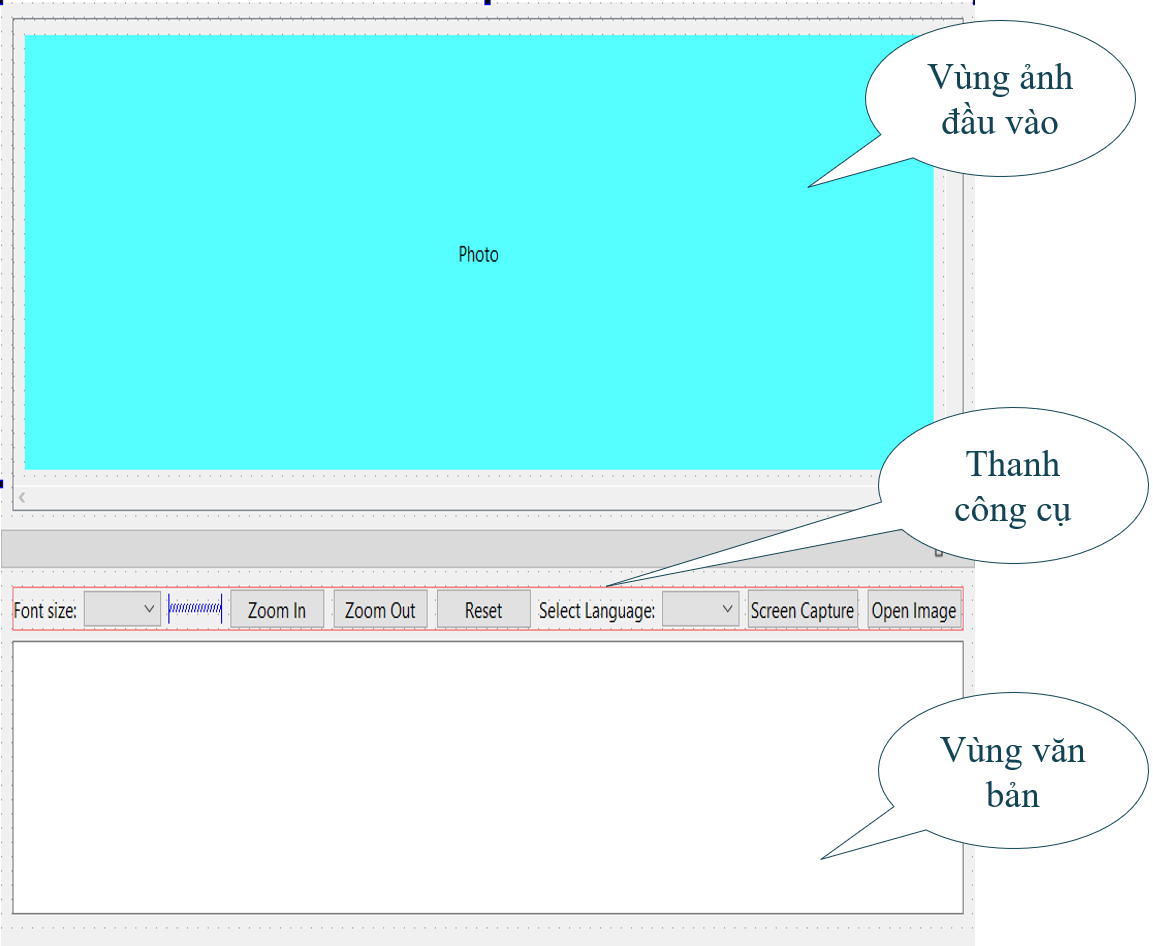 Vùng ảnh
đầu vào
Photo
Thanh
công cụ
Font size:
Zoom In
Zoom Out
Reset
Select Language:
Screen Capture
Open Image
Vùng văn
bản